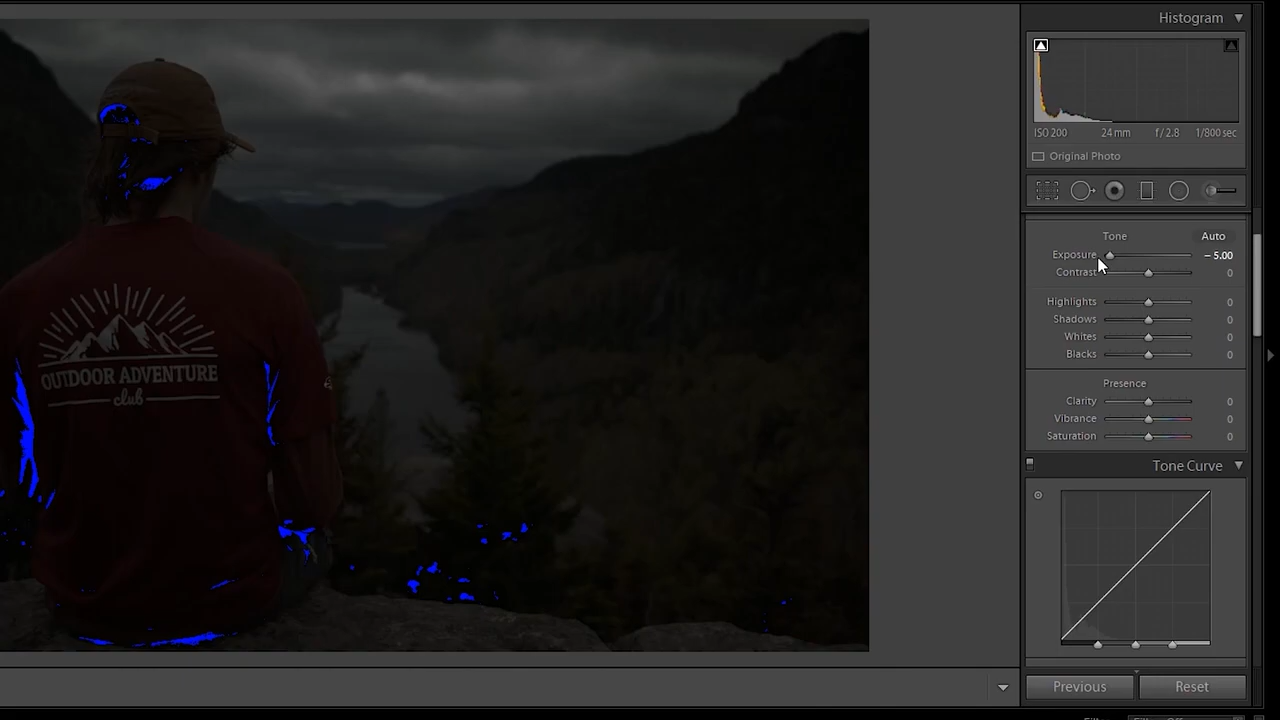 Histogram
ISO 200 24 mm f / 2.8 1/800 sec
Original Photo
Tone Auto
Exposure – 5.00
Contrast 0
Highlights 0
Shadows 0
Whites 0
Blacks 0
Presence
Clarity 0
Vibrance 0
Saturation 0
Tone Curve
Previous Reset
OUTDOOR ADVENTURE
club